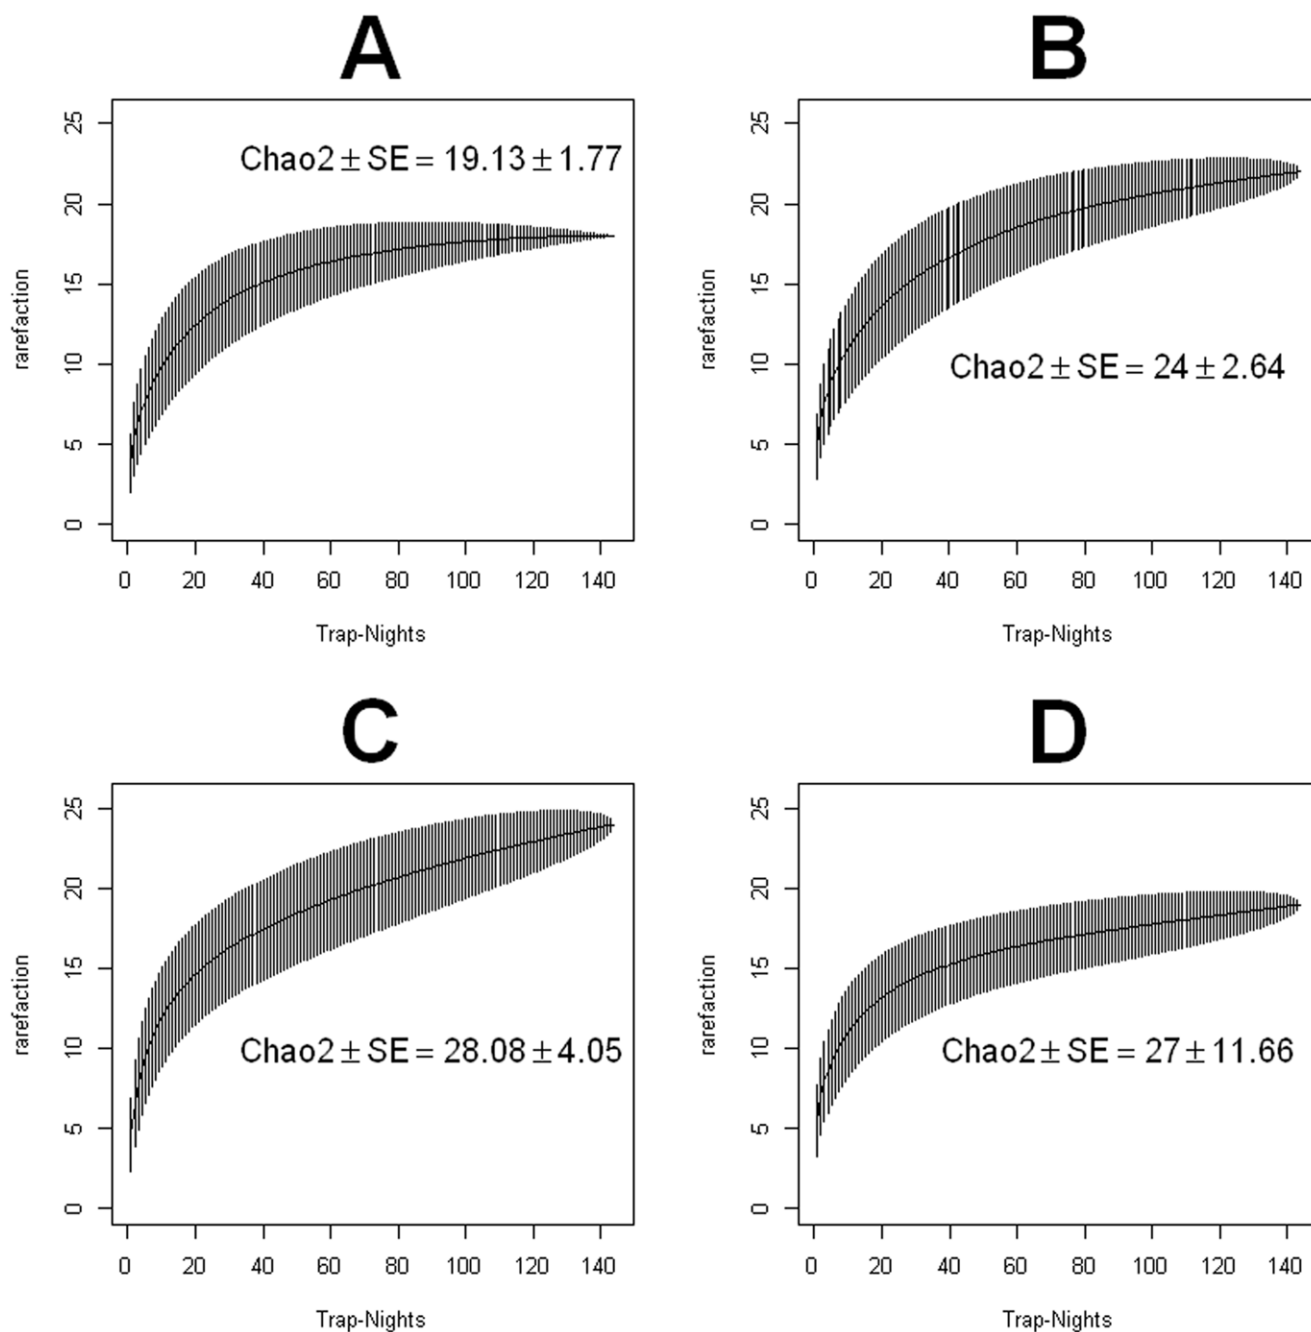 A
25
20
15
10
5
0
rarefaction
Chao2 ± SE = 19.13 ± 1.77
0 20 40 60 80 100 120 140
Trap-Nights
B
25
20
15
10
5
0
rarefaction
Chao2 ± SE = 24 ± 2.64
0 20 40 60 80 100 120 140
Trap-Nights
C
25
20
15
10
5
0
rarefaction
Chao2 ± SE = 28.08 ± 4.05
0 20 40 60 80 100 120 140
Trap-Nights
D
25
20
15
10
5
0
rarefaction
Chao2 ± SE = 27 ± 11.66
0 20 40 60 80 100 120 140
Trap-Nights